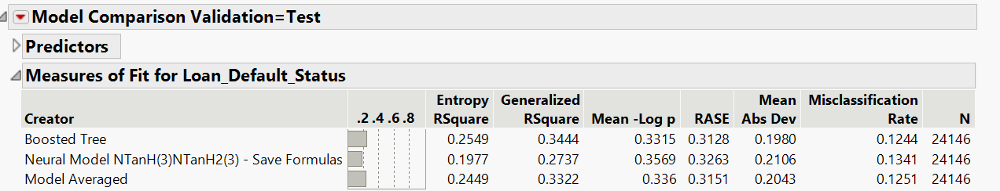 Model Comparison Validation=Test
Predictors
Measures of Fit for Loan_Default_Status
Entropy Generalized Mean Misclassification
Creator .2 .4 .6 .8 RSquare RSquare Mean -Log p RASE Abs Dev Rate N
Boosted Tree 0.2549 0.3444 0.3315 0.3128 0.1980 0.1244 24146
Neural Model NTanH(3)NTanH2(3) - Save Formulas 0.1977 0.2737 0.3569 0.3263 0.2106 0.1341 24146
Model Averaged 0.2449 0.3322 0.336 0.3151 0.2043 0.1251 24146